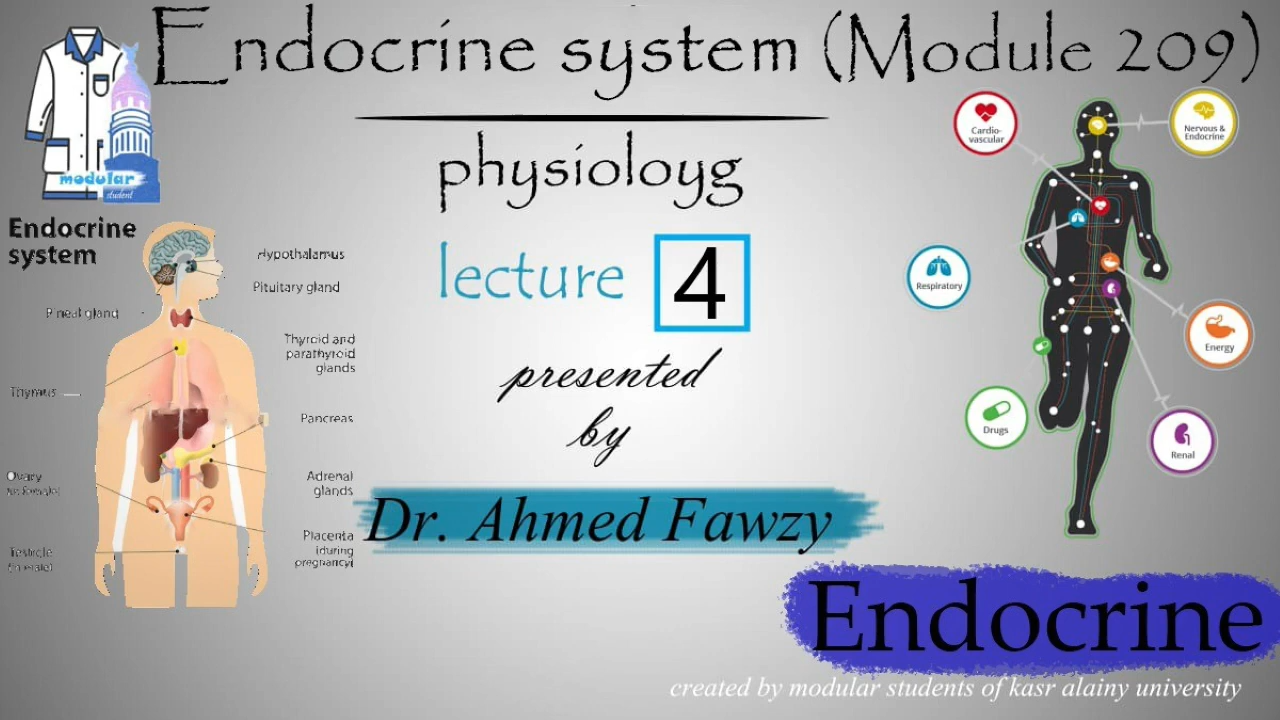 Endocrine system (Module 209)
physioloyg
lecture 4
presented
by
Dr. Ahmed Fawzy
Endocrine
created by modular students of kasr alainy university
modular
student
Endocrine
system
Hypothalamus
Pituitary gland
Pineal gland
Thyroid and
parathyroid
glands
Thymus
Pancreas
Ovary
Adrenal
glands
Placenta
(during
pregnancy)
Testicle
Cardio-
vascular
Nervous &
Endocrine
Respiratory
Energy
Drugs
Renal